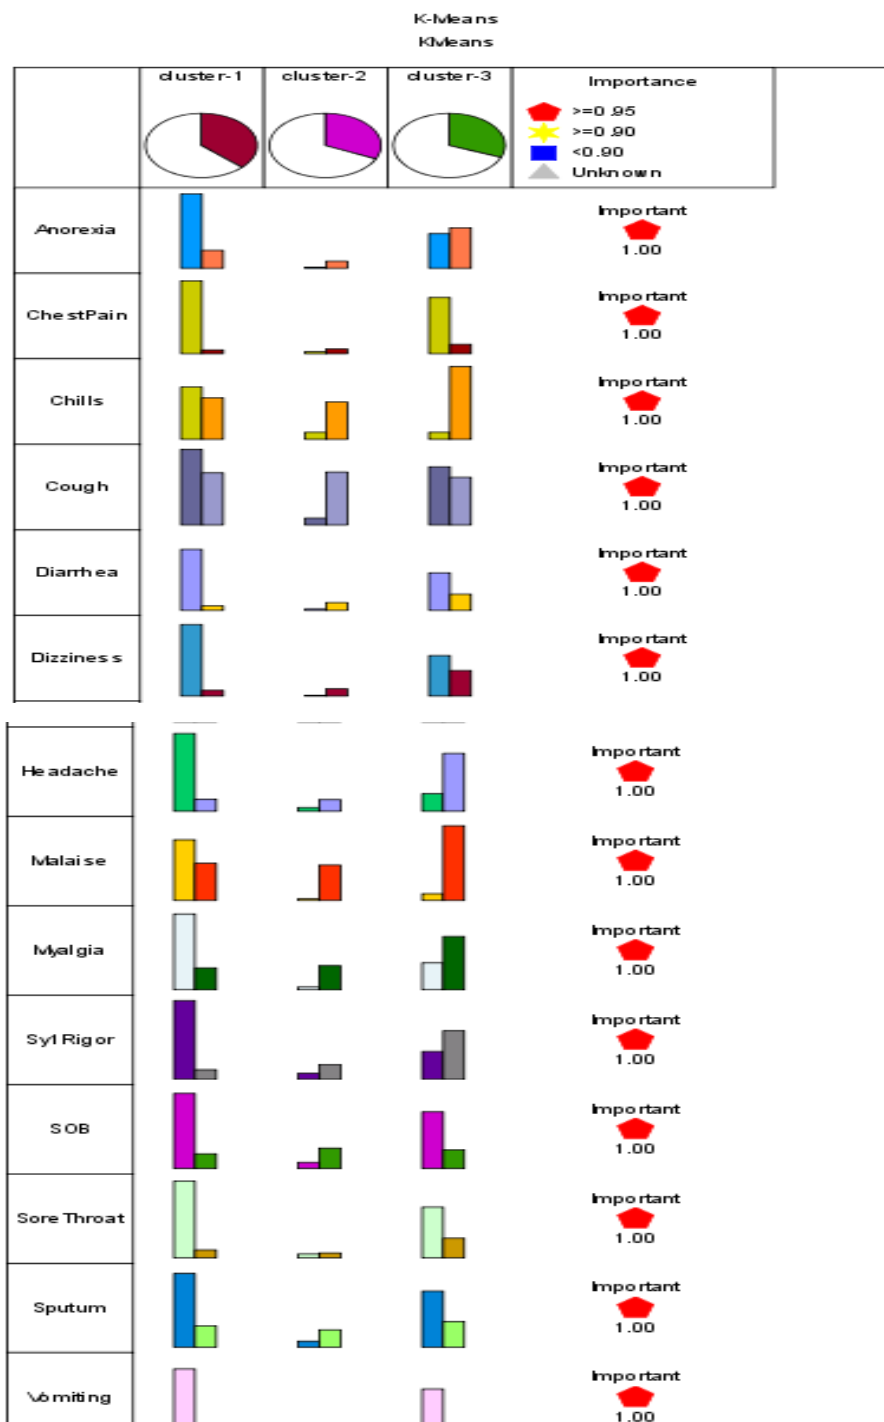 K-Means
KMeans
cluster-1 cluster-2 cluster-3 Importance
>=0.95
>=0.90
<0.90
Unknown
Anorexia Important
1.00
ChestPain Important
1.00
Chills Important
1.00
Cough Important
1.00
Diarrhea Important
1.00
Dizziness Important
1.00
Headache Important
1.00
Malaise Important
1.00
Myalgia Important
1.00
Sy1 Rigor Important
1.00
SOB Important
1.00
Sore Throat Important
1.00
Sputum Important
1.00
Vomiting Important
1.00